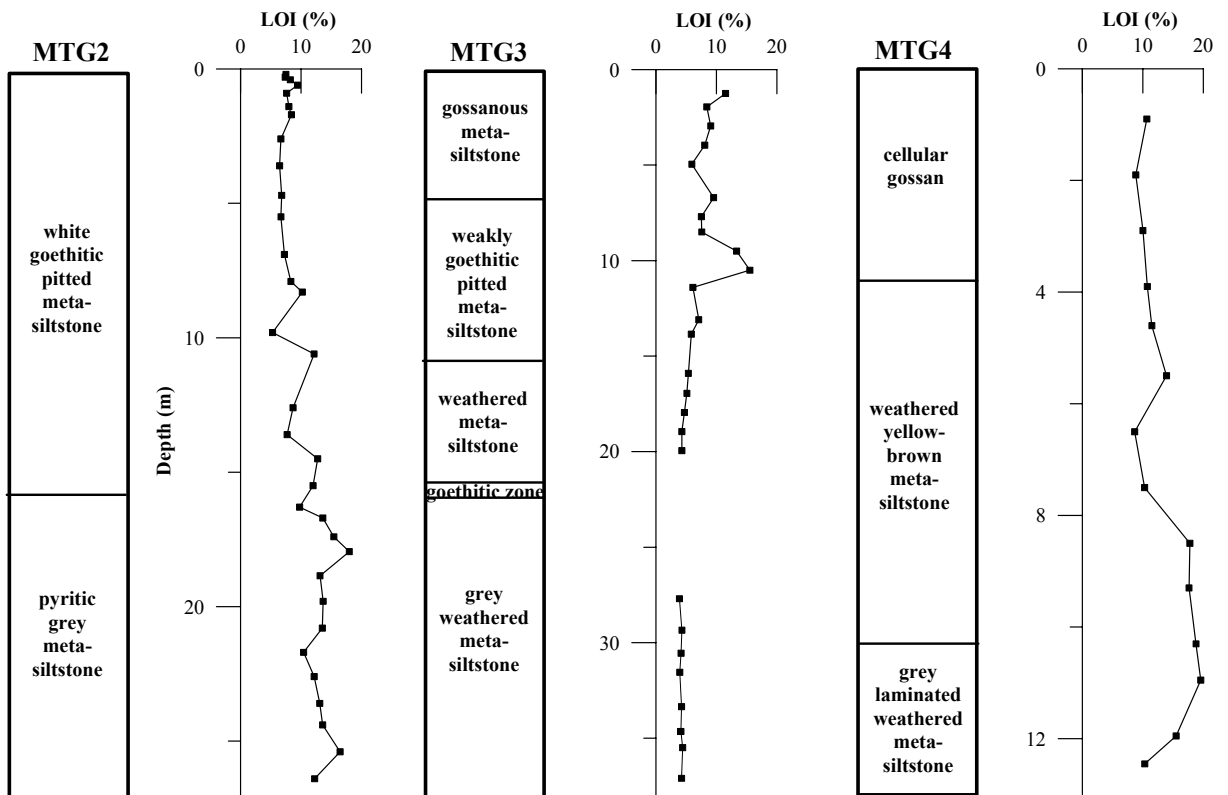 LOI (%)
LOI (%)
LOI (%)
MTG2
0
10
20
MTG3
0
10
20
MTG4
0
10
20
0
10
20
Depth (m)
white
goethitic
pitted
meta-
siltstone
pyritic
grey
meta-
siltstone
gossanous
meta-
siltstone
weakly
goethitic
pitted
meta-
siltstone
weathered
meta-
siltstone
goethitic zone
grey
weathered
meta-
siltstone
0
10
20
30
cellular
gossan
weathered
yellow-
brown
meta-
siltstone
grey
laminated
weathered
meta-
siltstone
0
4
8
12